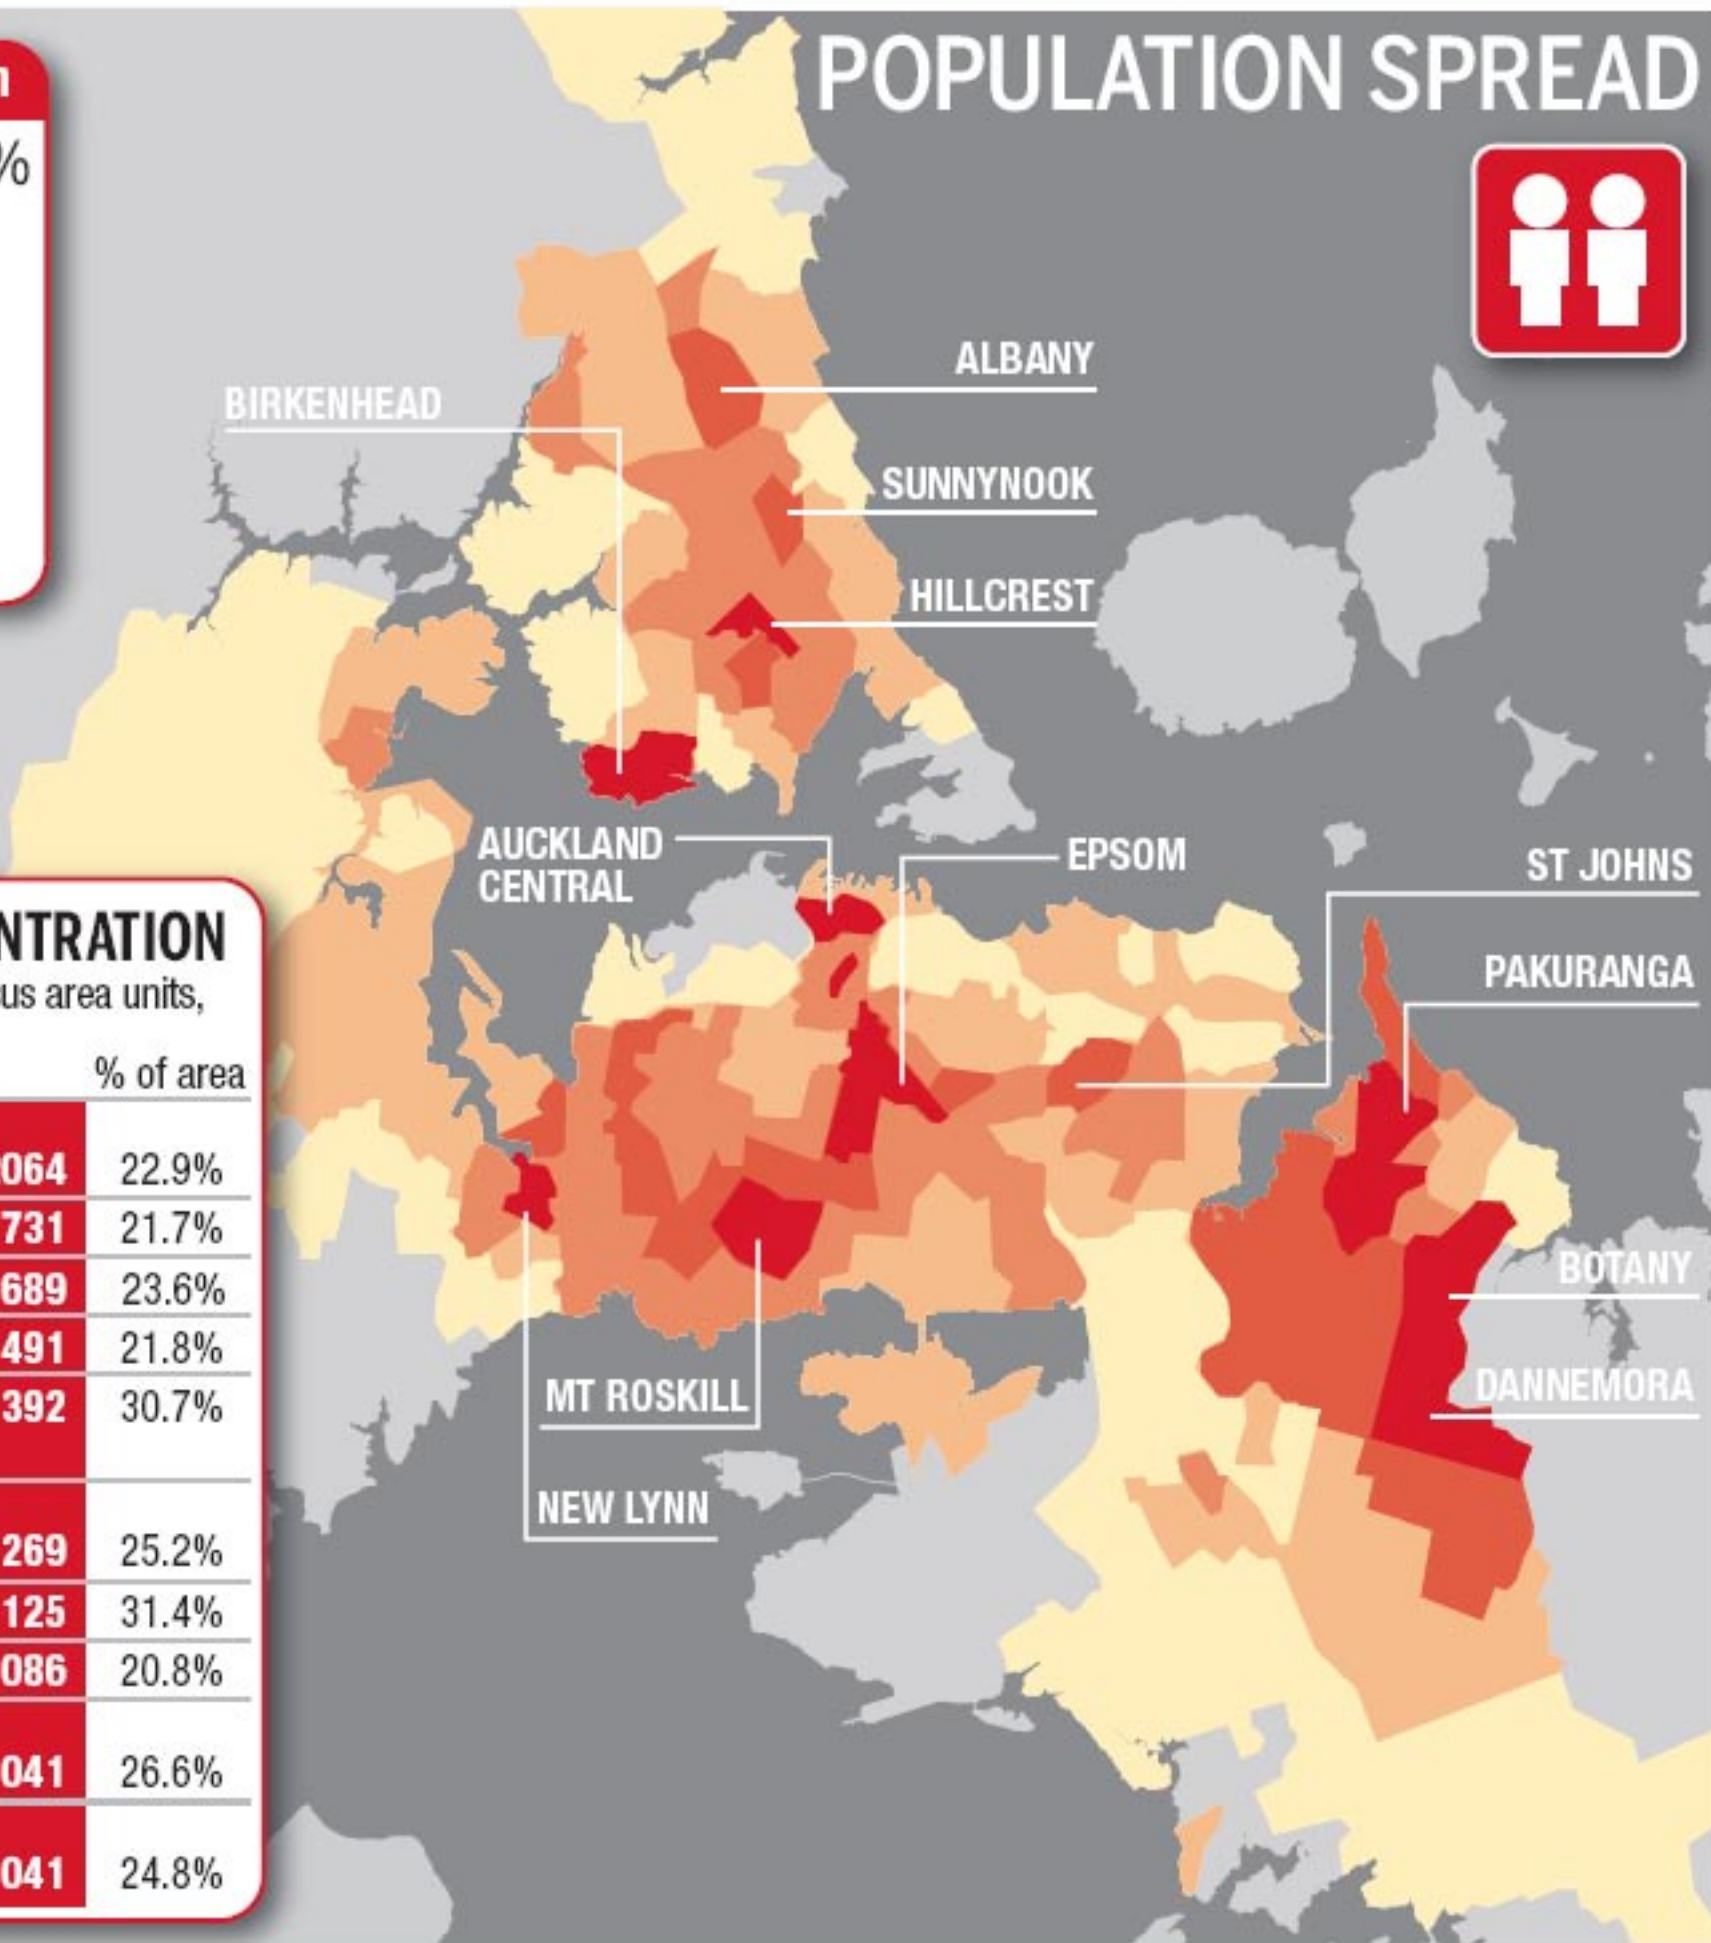 POPULATION SPREAD
%
ALBANY
BIRKENHEAD
SUNNYNOOK
HILLCREST
AUCKLAND
CENTRAL
EPSOM
ST JOHNS
PAKURANGA
BOTANY
DANNEMORA
MT ROSKILL
NEW LYNN
NTRATION
us area units,
% of area
064 22.9%
731 21.7%
689 23.6%
491 21.8%
392 30.7%
269 25.2%
125 31.4%
086 20.8%
041 26.6%
041 24.8%